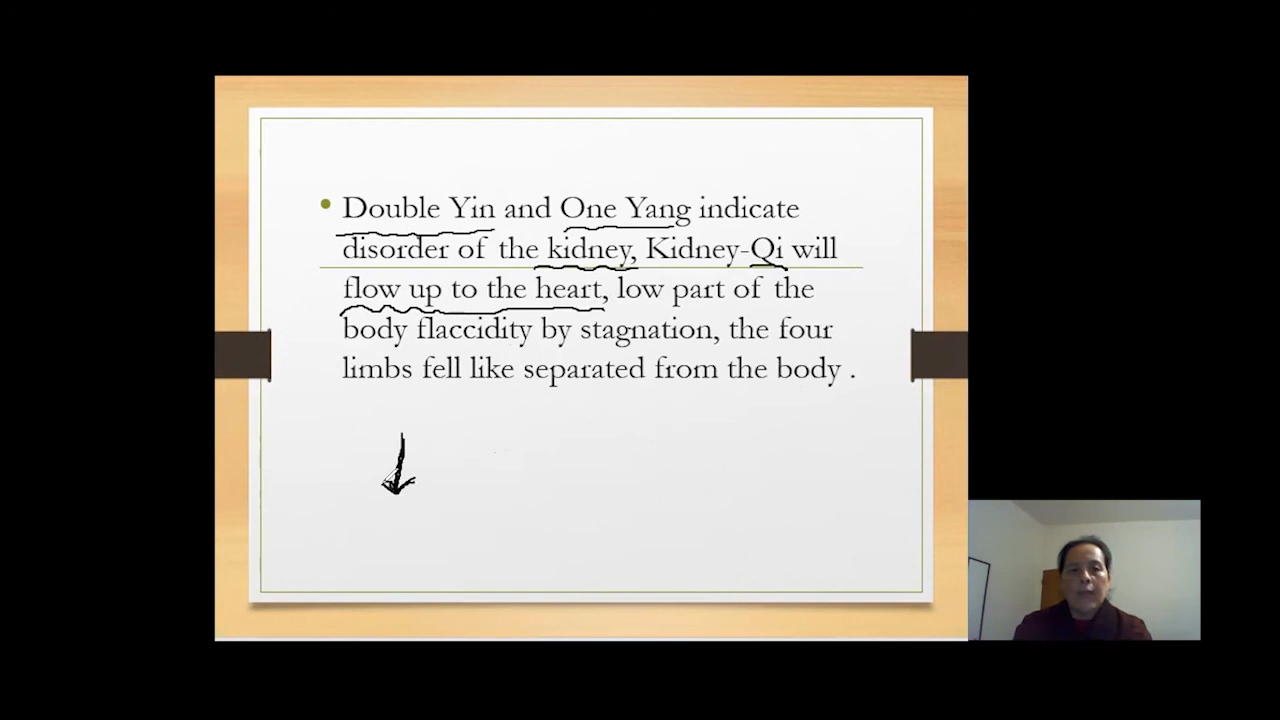 Double Yin and One Yang indicate
disorder of the kidney, Kidney-Qi will
flow up to the heart, low part of the
body flaccidity by stagnation, the four
limbs fell like separated from the body .